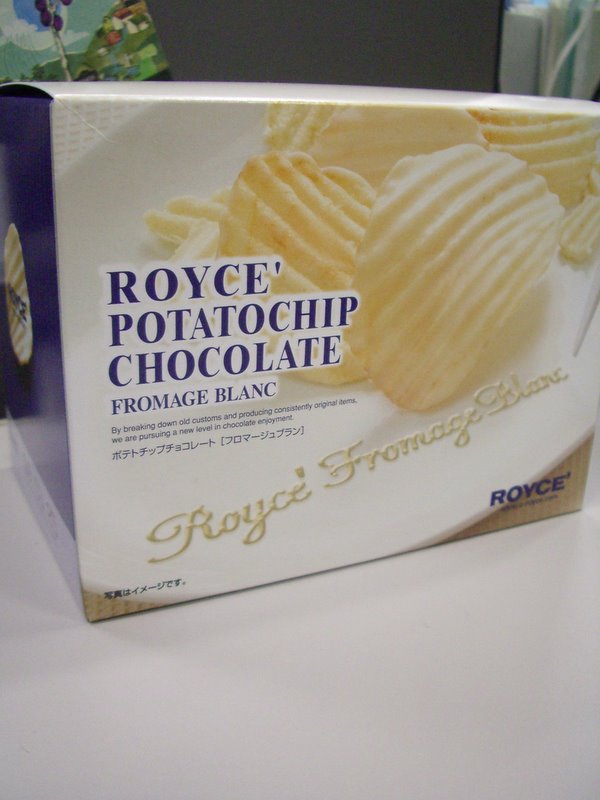 ROYCE'
POTATOCHIP
CHOCOLATE
FROMAGE BLANC
By breaking down old customs and producing consistently original items,
we are pursuing a new level in chocolate enjoyment.
ポテトチップチョコレート［フロマージュブラン］
Royce' Fromage Blanc
ROYCE'
写真はイメージです。